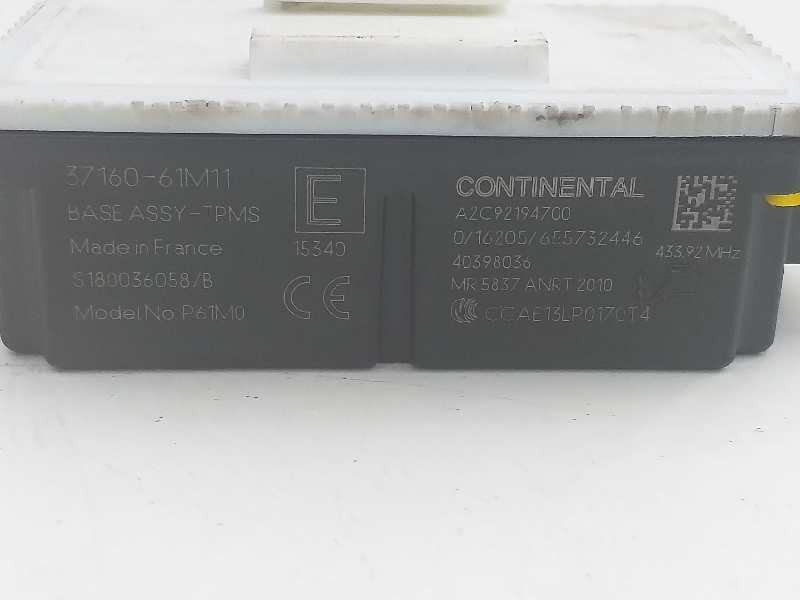 37160-61M11
BASE ASSY-TPMS
Made in France
S180036058/B
Model No. P61M0
E
15340
CE
CONTINENTAL
A2C92194700
0/16205/655732446
40398036
MR 5837 ANRT 2010
CCAE13LP0170T4
433.92 MHz